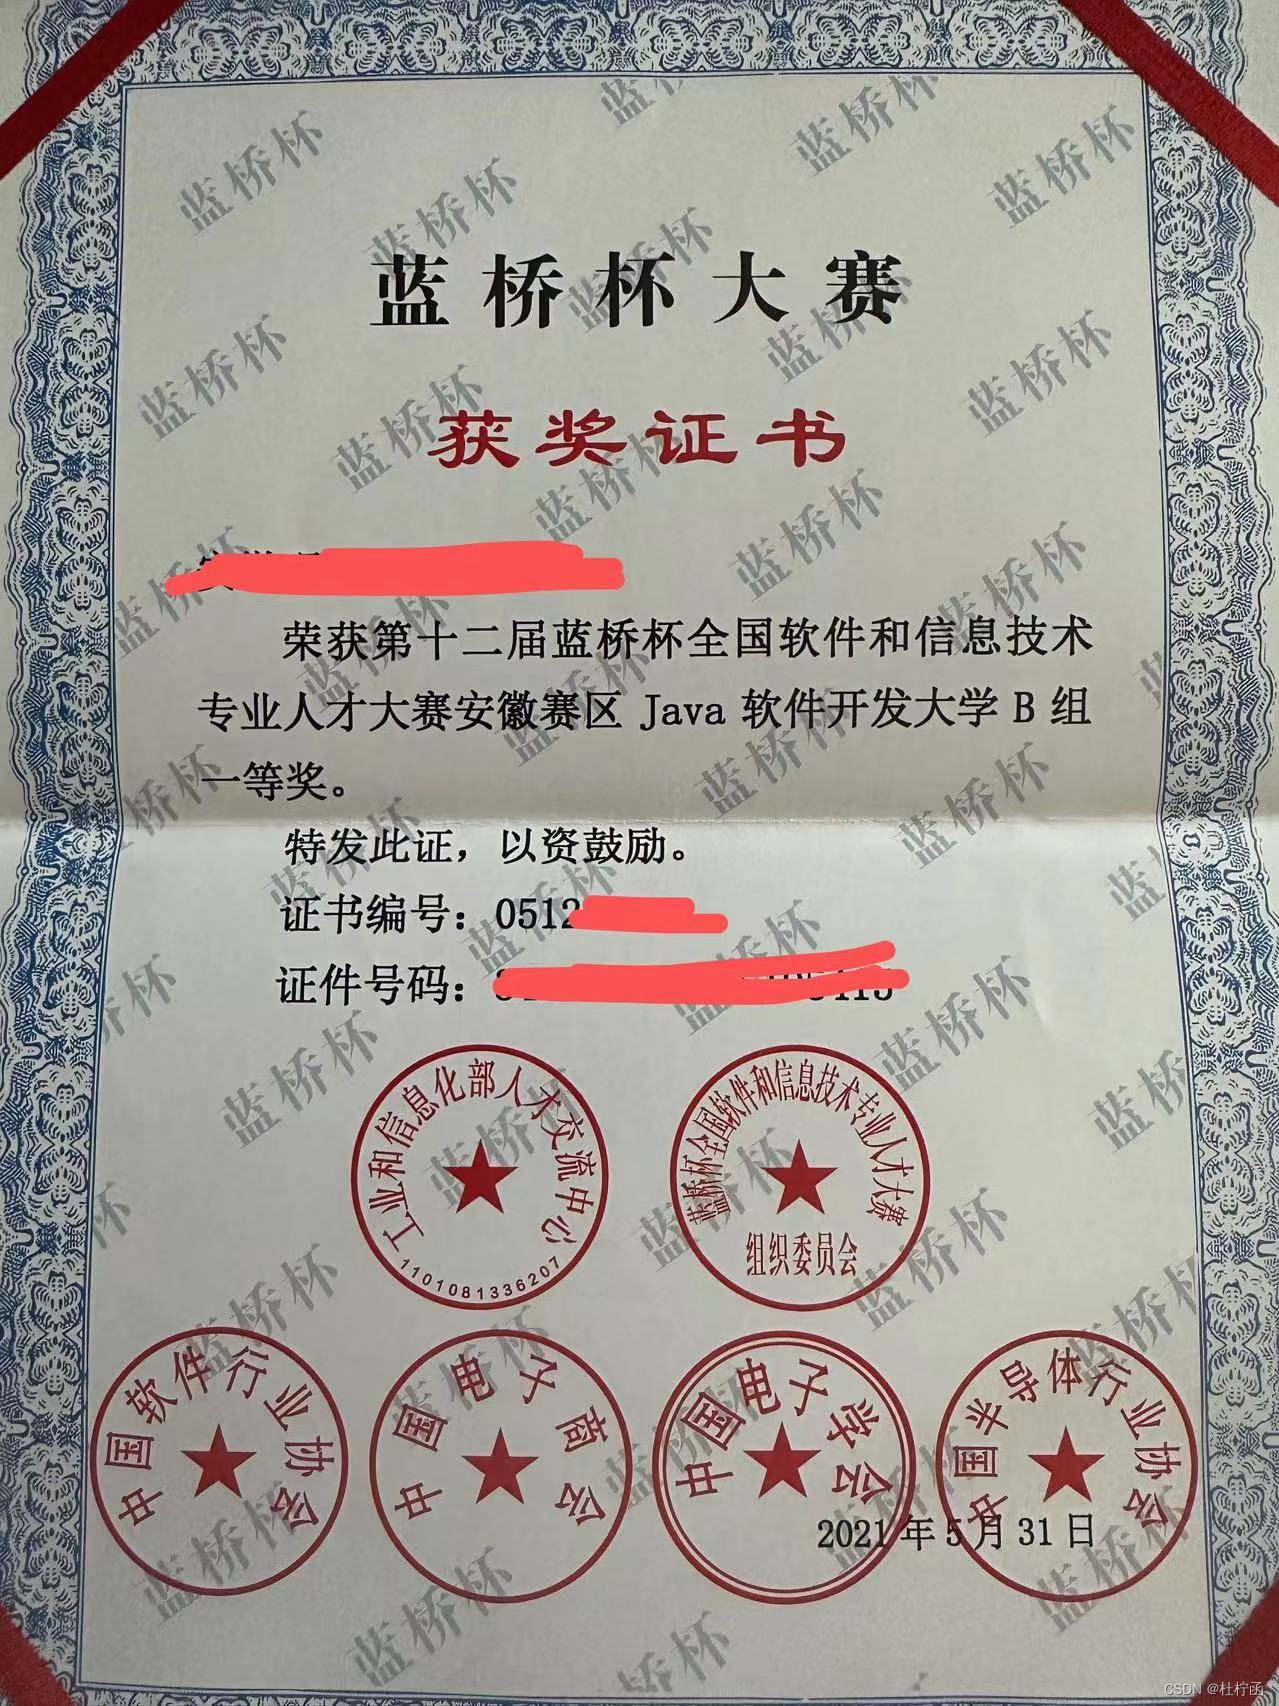 蓝桥杯大赛
获奖证书
荣获第十二届蓝桥杯全国软件和信息技术
专业人才大赛安徽赛区 Java 软件开发大学 B 组
一等奖。
特发此证，以资鼓励。
证书编号：0512
证件号码：
工业和信息化部人才交流中心
1101081336207
蓝桥杯全国软件和信息技术专业人才大赛
组织委员会
中国软件行业协会
中国电子商会
中国电子学会
中国半导体行业协会
2021 年 5 月 31 日
蓝桥杯
CSDN @杜柠函